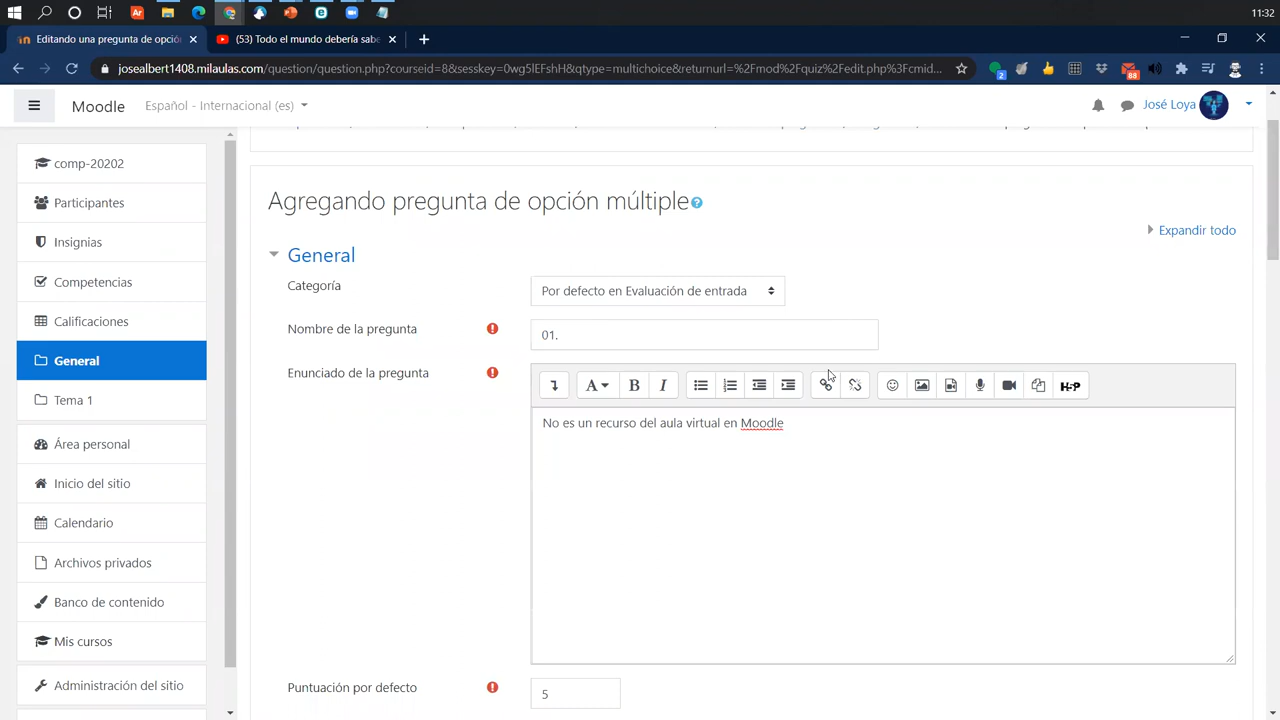 11:32
Editando una pregunta de opció
(53) Todo el mundo debería sabe
josealbert1408.milaulas.com/question/question.php?courseid=8&sesskey=0wg5lEFshH&qtype=multichoice&returnurl=%2Fmod%2Fquiz%2Fedit.php%3Fcmid...
2
88
Moodle
Español - Internacional (es)
José Loya
comp-20202
Participantes
Insignias
Competencias
Calificaciones
General
Tema 1
Área personal
Inicio del sitio
Calendario
Archivos privados
Banco de contenido
Mis cursos
Administración del sitio
Agregando pregunta de opción múltiple
Expandir todo
General
Categoría
Por defecto en Evaluación de entrada
Nombre de la pregunta
01.
Enunciado de la pregunta
A B I
H-P
No es un recurso del aula virtual en Moodle
Puntuación por defecto
5